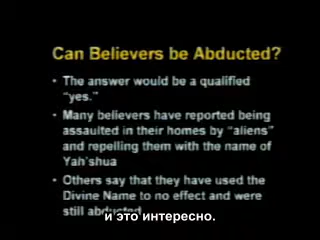 Can Believers be Abducted?
• The answer would be a qualified
"yes."
• Many believers have reported being
assaulted in their homes by "aliens"
and repelling them with the name of
Yah'shua
• Others say that they have used the
Divine Name to no effect and were
still abducted
и это интересно.